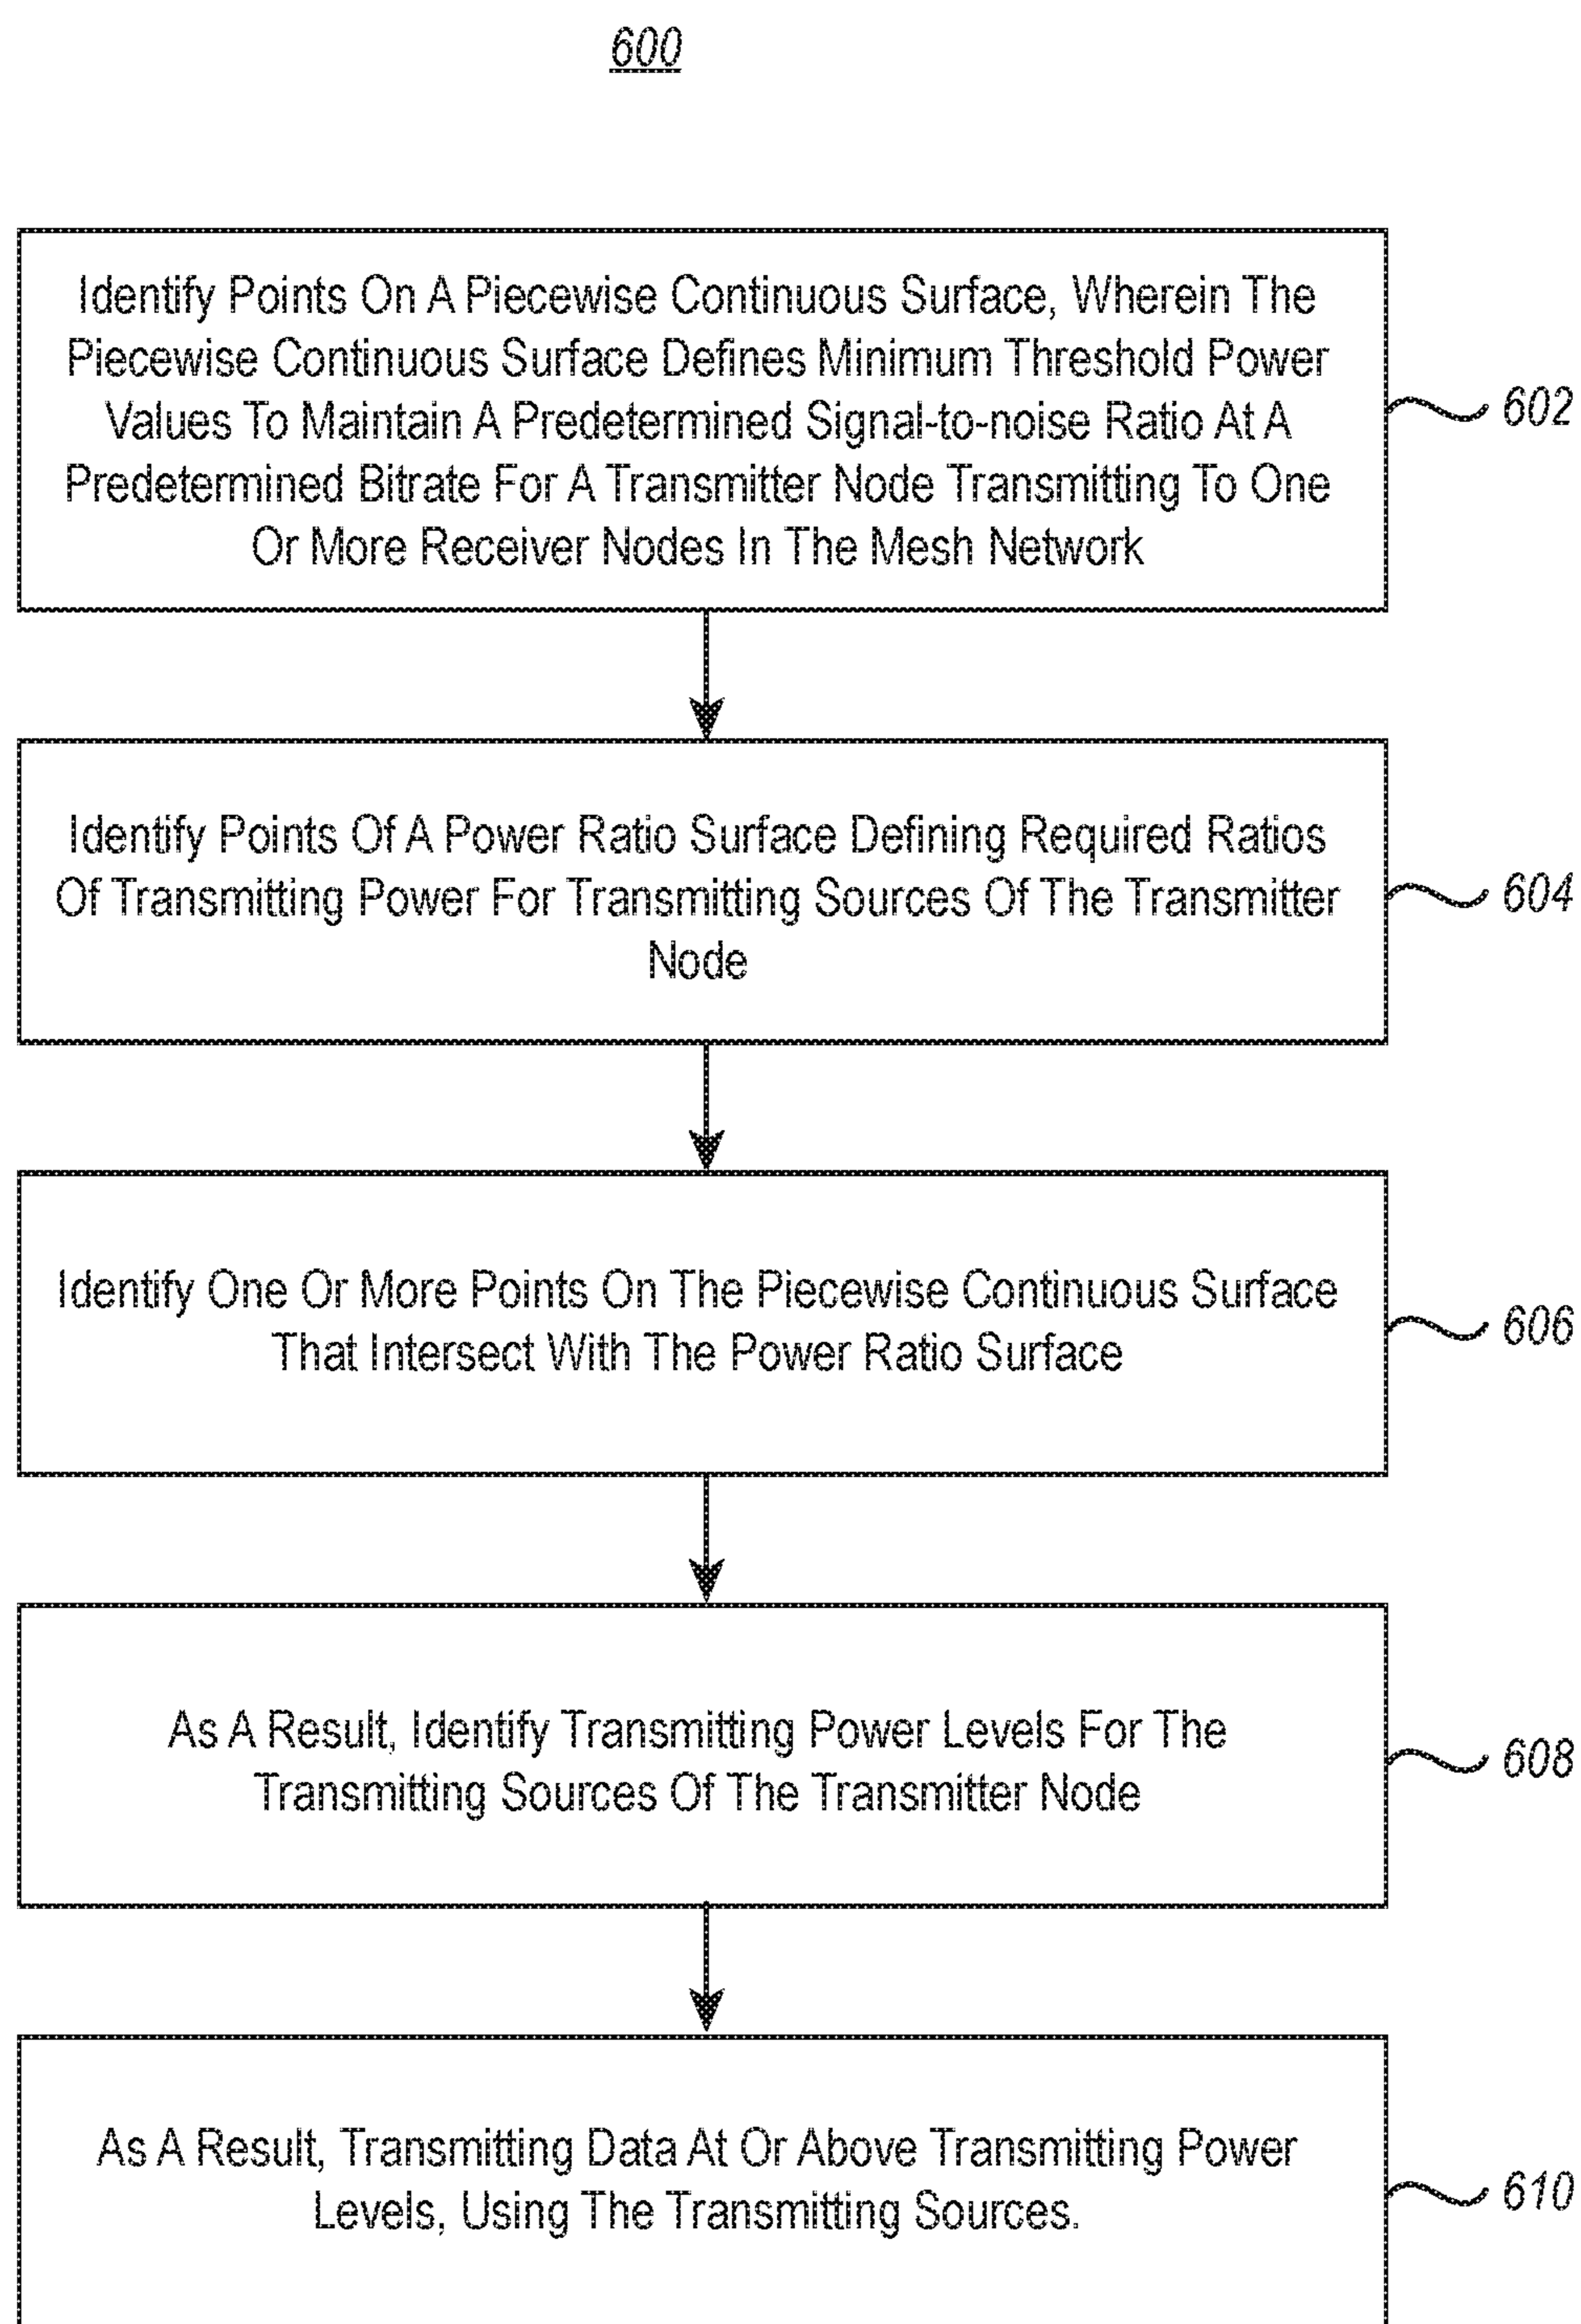 600
Identify Points On A Piecewise Continuous Surface, Wherein The
Piecewise Continuous Surface Defines Minimum Threshold Power
Values To Maintain A Predetermined Signal-to-noise Ratio At A
Predetermined Bitrate For A Transmitter Node Transmitting To One
Or More Receiver Nodes In The Mesh Network
602
Identify Points Of A Power Ratio Surface Defining Required Ratios
Of Transmitting Power For Transmitting Sources Of The Transmitter
Node
604
Identify One Or More Points On The Piecewise Continuous Surface
That Intersect With The Power Ratio Surface
606
As A Result, Identify Transmitting Power Levels For The
Transmitting Sources Of The Transmitter Node
608
As A Result, Transmitting Data At Or Above Transmitting Power
Levels, Using The Transmitting Sources.
610